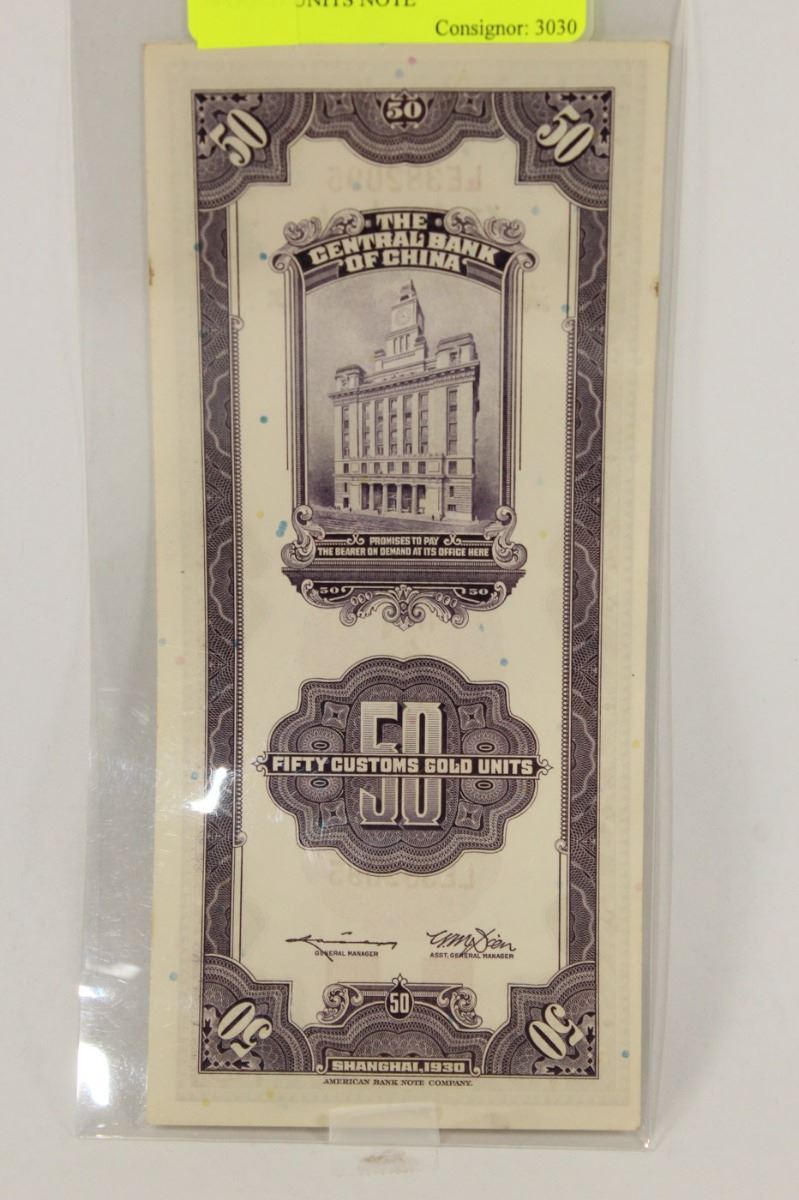 UNITS NOTE
Consignor: 3030
50 50 50
THE
CENTRAL BANK
OF CHINA
PROMISES TO PAY
THE BEARER ON DEMAND AT ITS OFFICE HERE
50 50
50
FIFTY CUSTOMS GOLD UNITS
GENERAL MANAGER
ASST. GENERAL MANAGER
50 50 50
SHANGHAI, 1930
AMERICAN BANK NOTE COMPANY.